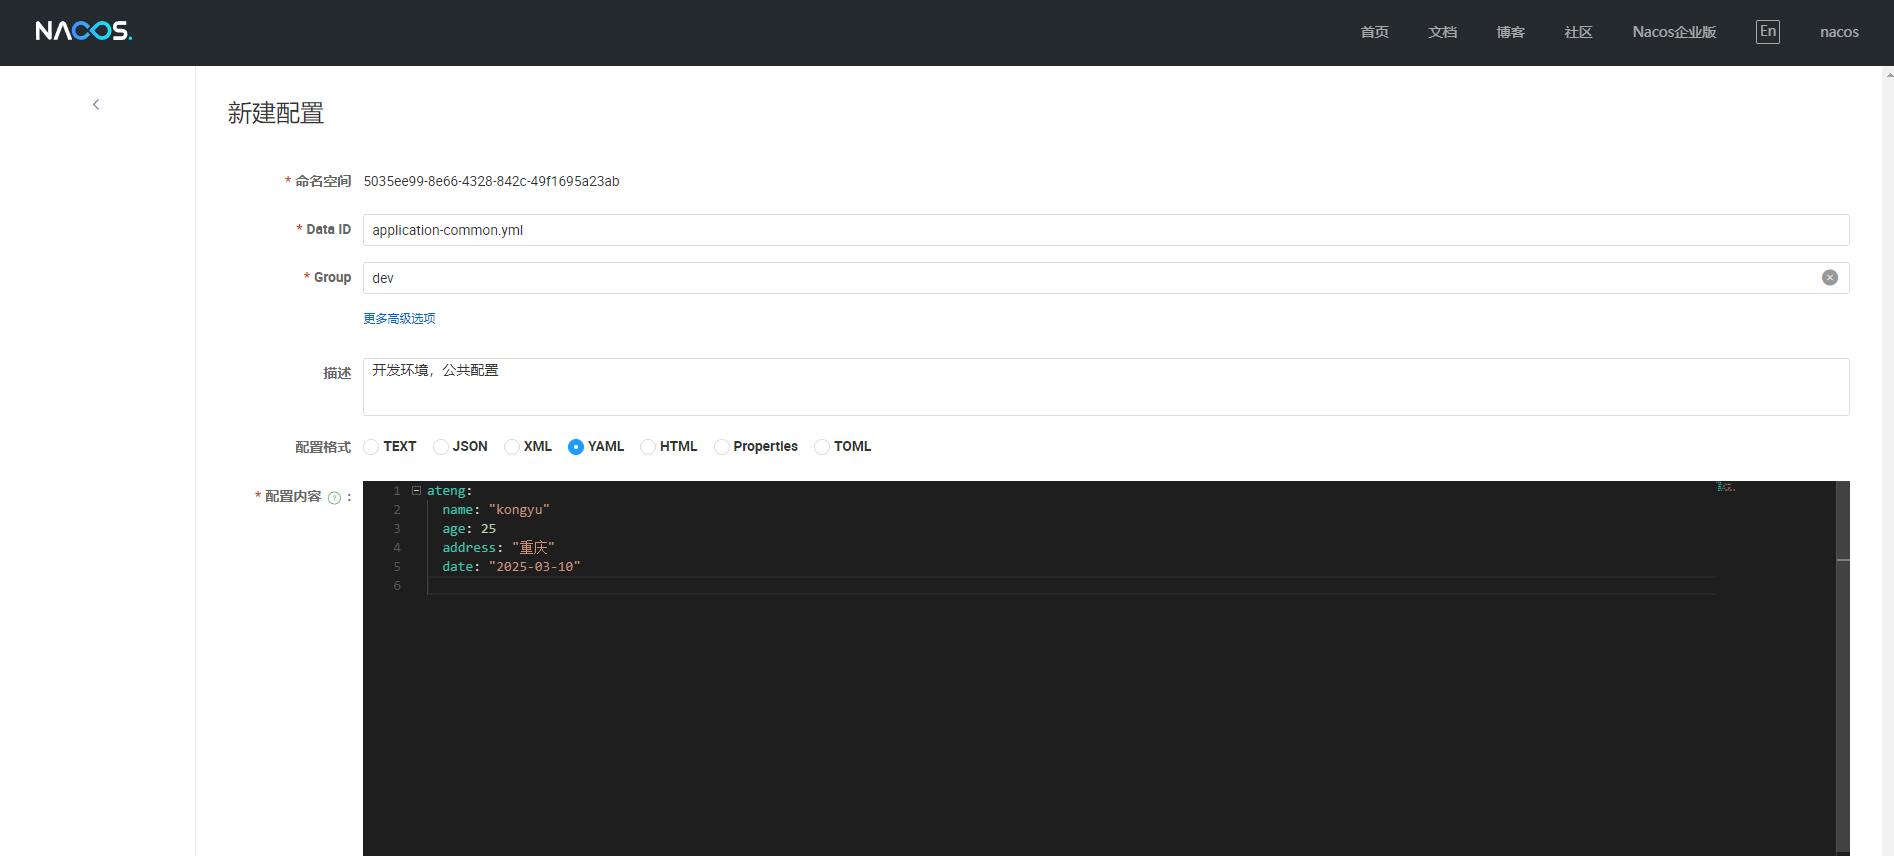 NACOS.
首页 文档 博客 社区 Nacos企业版 En nacos
新建配置
* 命名空间 5035ee99-8e66-4328-842c-49f1695a23ab
* Data ID application-common.yml
* Group dev
更多高级选项
描述 开发环境，公共配置
配置格式 TEXT JSON XML YAML HTML Properties TOML
* 配置内容 ? :
1 ateng:
2 name: "kongyu"
3 age: 25
4 address: "重庆"
5 date: "2025-03-10"
6